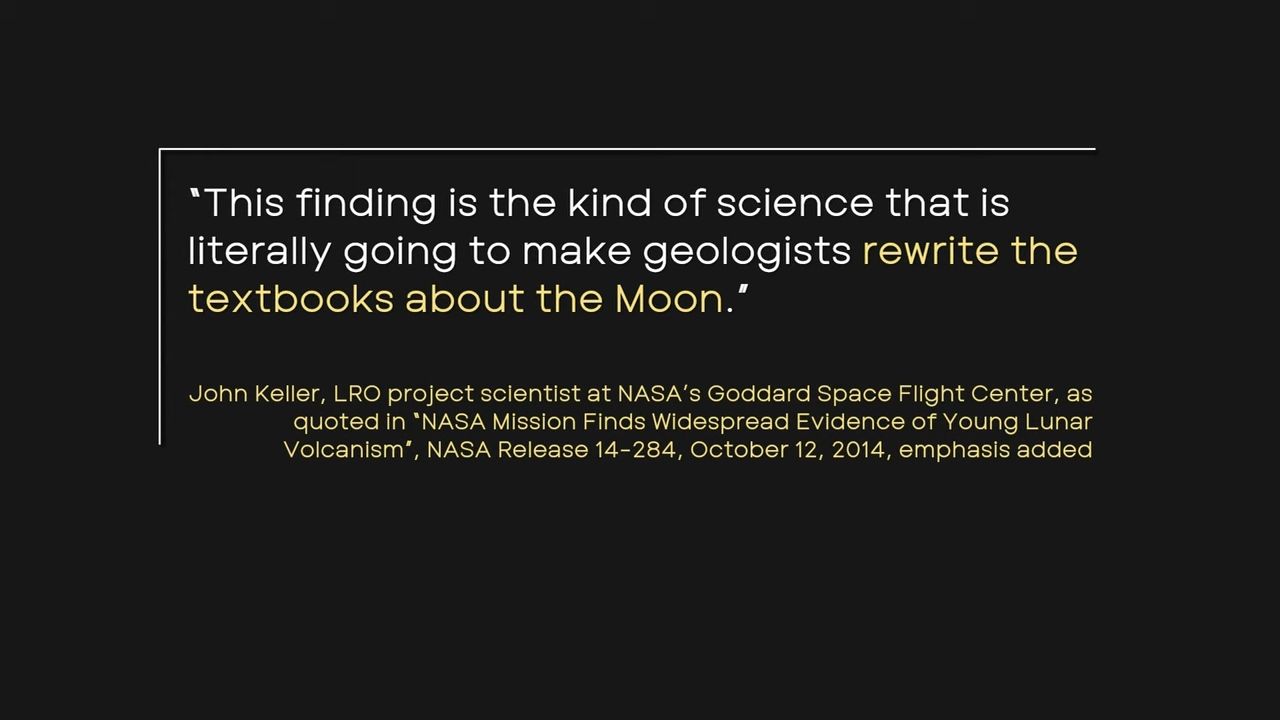 “This finding is the kind of science that is
literally going to make geologists rewrite the
textbooks about the Moon.”
John Keller, LRO project scientist at NASA’s Goddard Space Flight Center, as
quoted in “NASA Mission Finds Widespread Evidence of Young Lunar
Volcanism”, NASA Release 14-284, October 12, 2014, emphasis added